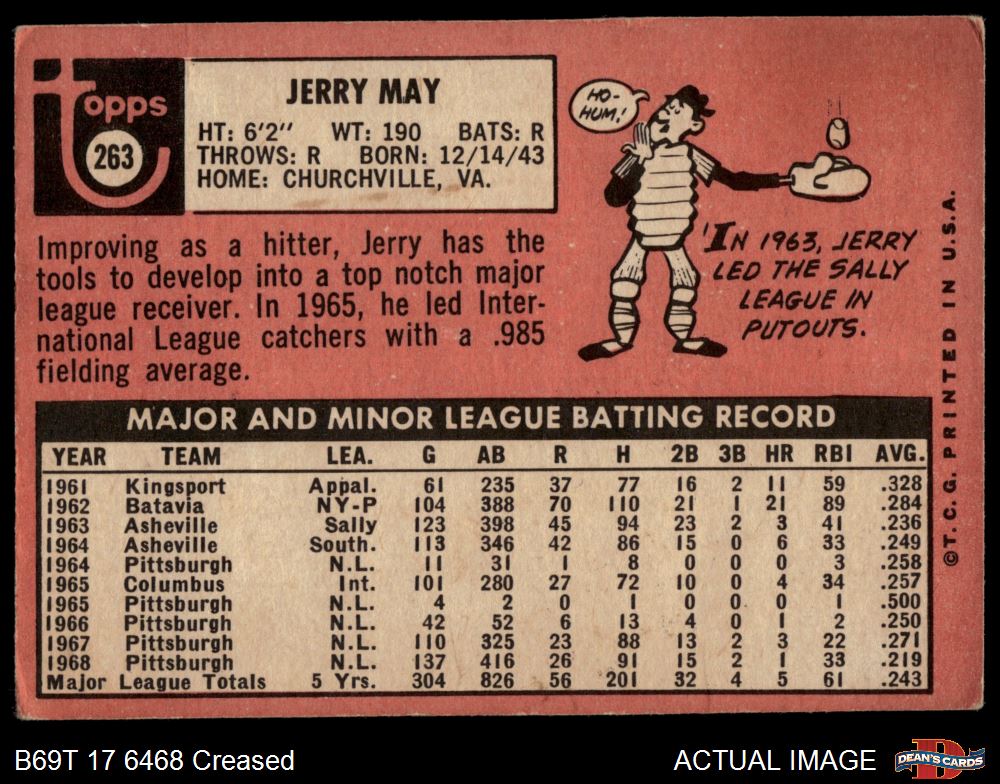 Topps
263
JERRY MAY
HT: 6'2" WT: 190 BATS: R
THROWS: R BORN: 12/14/43
HOME: CHURCHVILLE, VA.
HO-
HUM!
Improving as a hitter, Jerry has the
tools to develop into a top notch major
league receiver. In 1965, he led Inter-
national League catchers with a .985
fielding average.
IN 1963, JERRY
LED THE SALLY
LEAGUE IN
PUTOUTS.
©T.C.G. PRINTED IN U.S.A.
MAJOR AND MINOR LEAGUE BATTING RECORD
YEAR TEAM LEA. G AB R H 2B 3B HR RBI AVG.
1961 Kingsport Appal. 61 235 37 77 16 2 11 59 .328
1962 Batavia NY-P 104 388 70 110 21 1 21 89 .284
1963 Asheville Sally 123 398 45 94 23 2 3 41 .236
1964 Asheville South. 113 346 42 86 15 0 6 33 .249
1964 Pittsburgh N.L. 11 31 1 8 0 0 0 3 .258
1965 Columbus Int. 101 280 27 72 10 0 4 34 .257
1965 Pittsburgh N.L. 4 2 0 1 0 0 0 1 .500
1966 Pittsburgh N.L. 42 52 6 13 4 0 1 2 .250
1967 Pittsburgh N.L. 110 325 23 88 13 2 3 22 .271
1968 Pittsburgh N.L. 137 416 26 91 15 2 1 33 .219
Major League Totals 5 Yrs. 304 826 56 201 32 4 5 61 .243
B69T 17 6468 Creased
ACTUAL IMAGE
D
DEAN'S CARDS